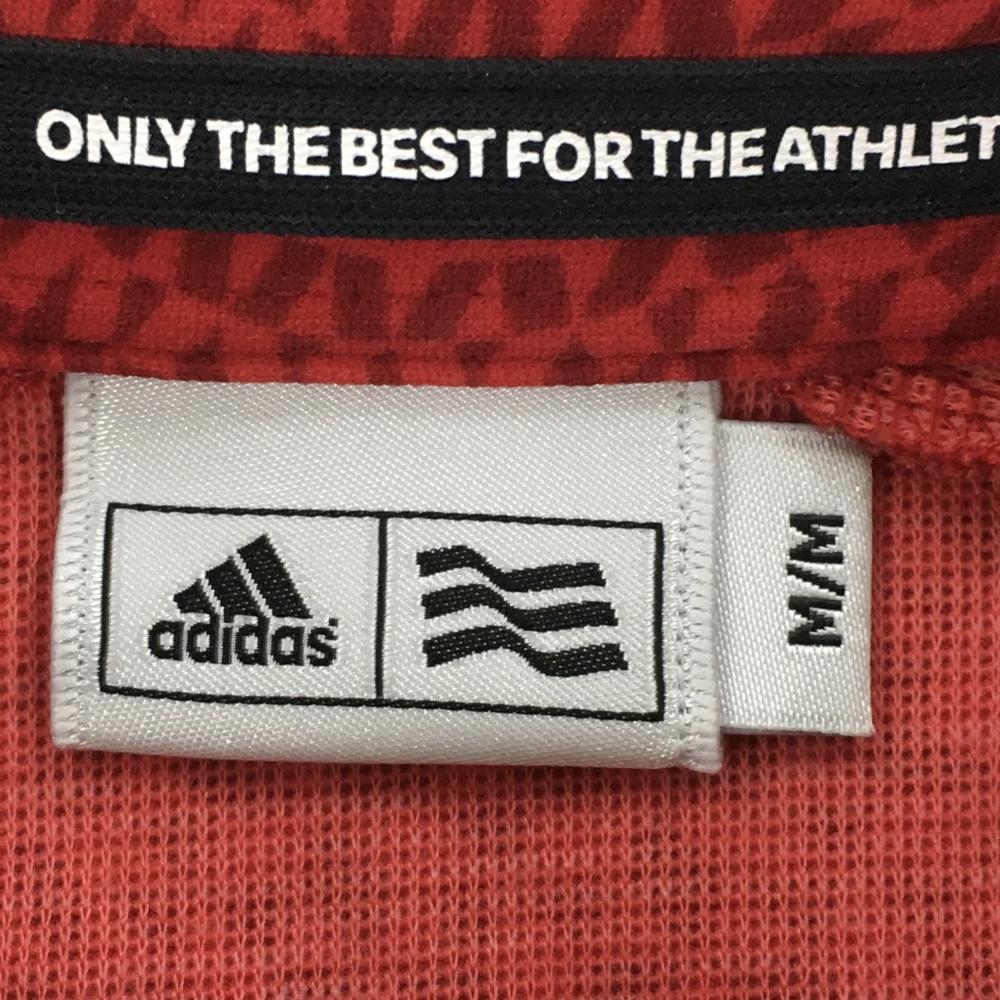 ONLY THE BEST FOR THE ATHLET
adidas
M/M